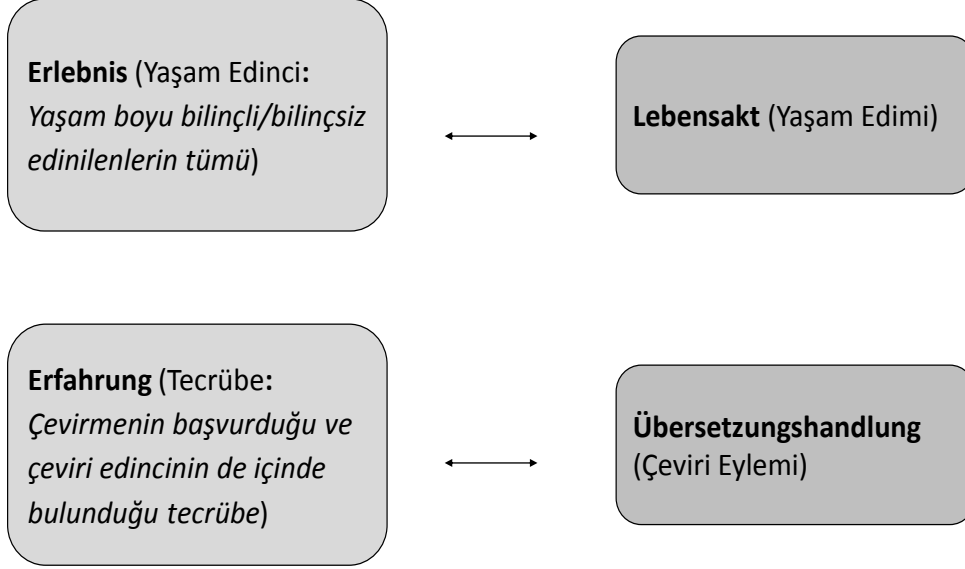 Erlebnis (Yaşam Edinci:
Yaşam boyu bilinçli/bilinçsiz
edinilenlerin tümü)
Lebensakt (Yaşam Edimi)
Erfahrung (Tecrübe:
Çevirmenin başvurduğu ve
çeviri edincinin de içinde
bulunduğu tecrübe)
Übersetzungshandlung
(Çeviri Eylemi)